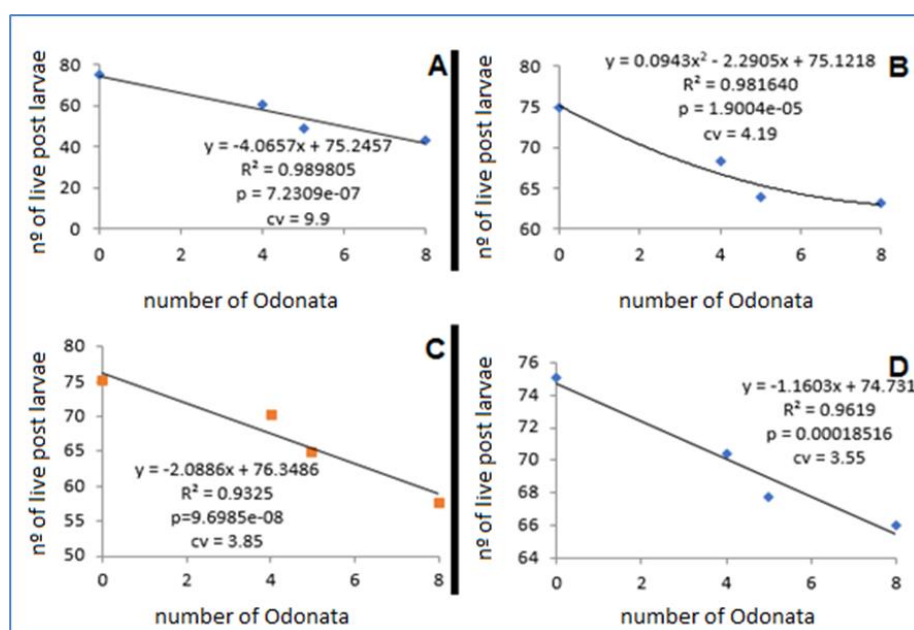 A
80
60
40
20
0
y = -4.0657x + 75.2457
R² = 0.989805
p = 7.2309e-07
cv = 9.9
0 2 4 6 8
nº of live post larvae
number of Odonata
B
y = 0.0943x² - 2.2905x + 75.1218
R² = 0.981640
p = 1.9004e-05
cv = 4.19
80
75
70
65
60
0 2 4 6 8
nº of live post larvae
number of Odonata
C
80
75
70
65
60
55
50
y = -2.0886x + 76.3486
R² = 0.9325
p=9.6985e-08
cv = 3.85
0 2 4 6 8
nº of live post larvae
number of Odonata
D
76
74
72
70
68
66
64
y = -1.1603x + 74.731
R² = 0.9619
p = 0.00018516
cv = 3.55
0 2 4 6 8
nº of live post larvae
number of Odonata